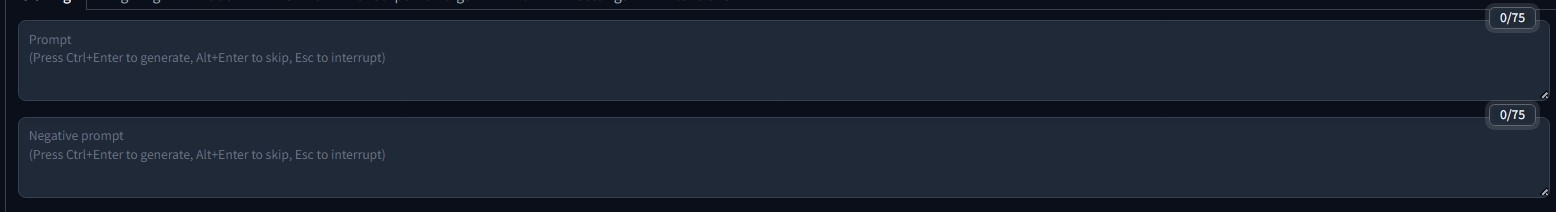 0/75
Prompt
(Press Ctrl+Enter to generate, Alt+Enter to skip, Esc to interrupt)
0/75
Negative prompt
(Press Ctrl+Enter to generate, Alt+Enter to skip, Esc to interrupt)